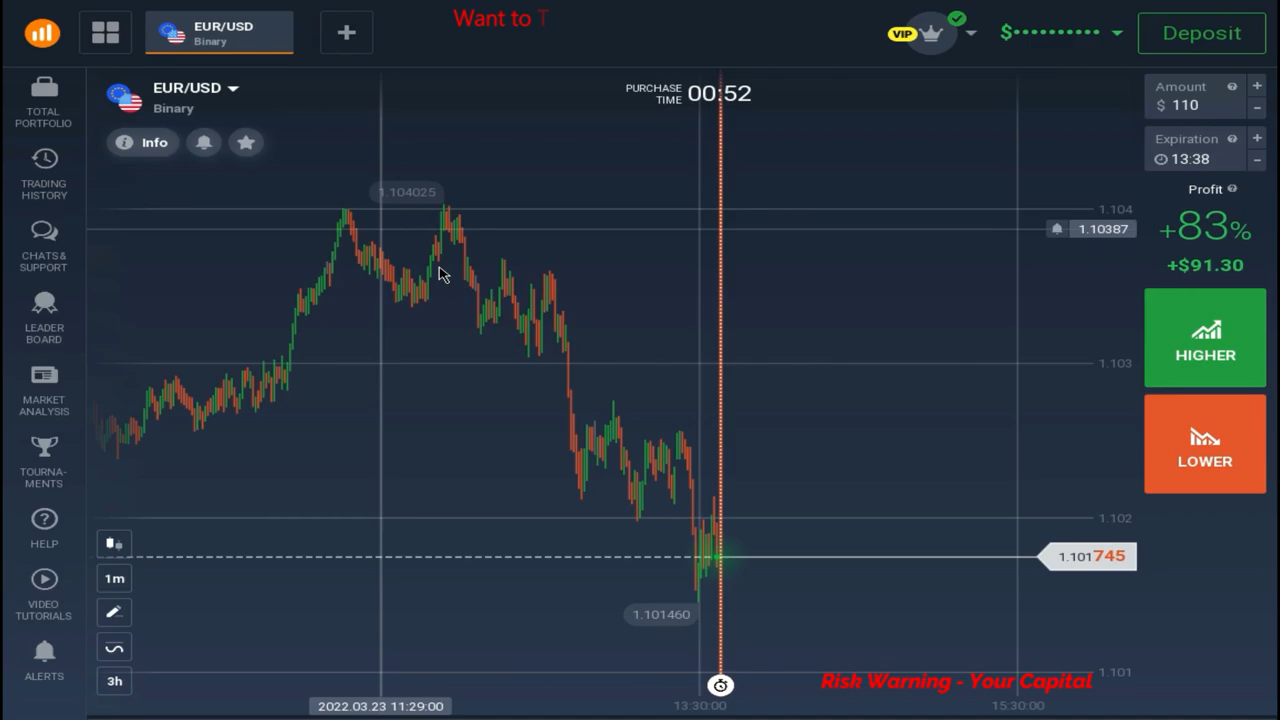 Want to T
EUR/USD
Binary
VIP
$••••••••••
Deposit
EUR/USD
Binary
Info
PURCHASE
TIME
00:52
Amount
$ 110
Expiration
13:38
Profit
+83%
+$91.30
HIGHER
LOWER
TOTAL
PORTFOLIO
TRADING
HISTORY
CHATS &
SUPPORT
LEADER
BOARD
MARKET
ANALYSIS
TOURNA-
MENTS
HELP
VIDEO
TUTORIALS
ALERTS
1.104025
1.104
1.10387
1.103
1.102
1.101745
1.101460
1.101
1m
3h
Risk Warning - Your Capital
2022.03.23 11:29:00
13:30:00
15:30:00